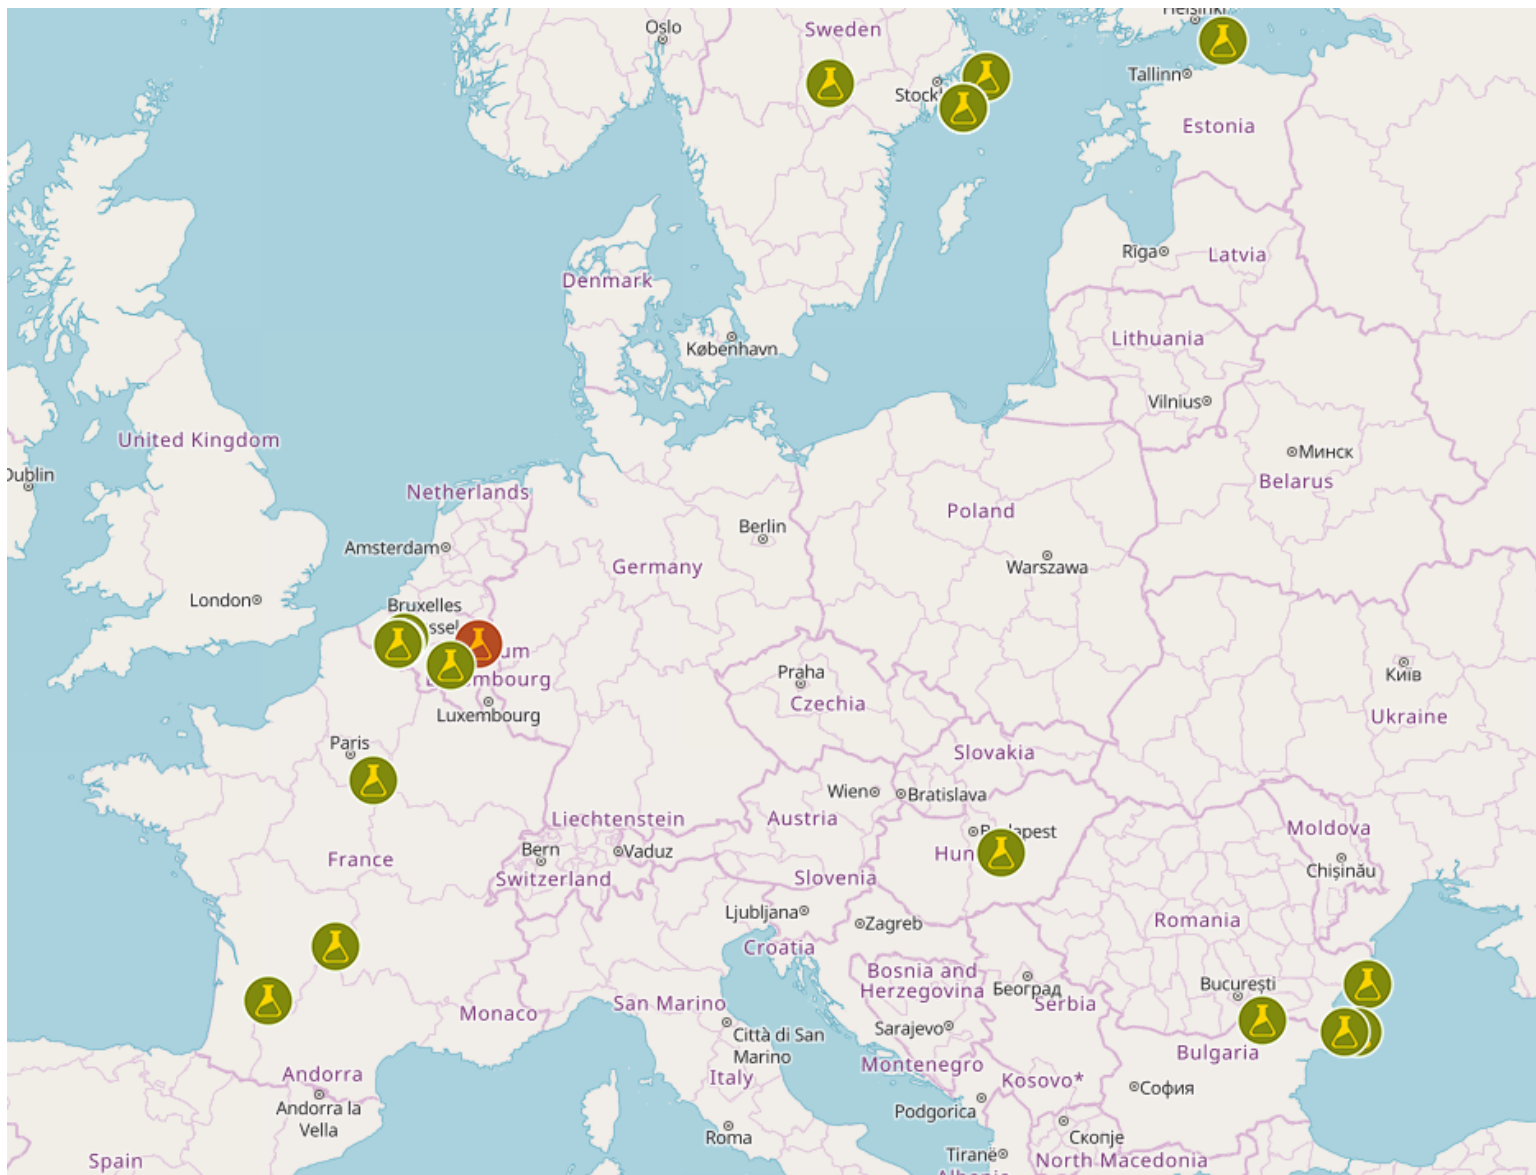 Helsinki
Oslo
Sweden
Tallinn
Estonia
Rīga
Latvia
Denmark
København
Lithuania
Vilnius
United Kingdom
Минск
Belarus
Dublin
Netherlands
Poland
Berlin
Amsterdam
Germany
Warszawa
London
Bruxelles
Praha
Київ
Czechia
Luxembourg
Ukraine
Paris
Slovakia
Wien
Bratislava
Liechtenstein
Austria
Moldova
Bern
Vaduz
France
Chișinău
Switzerland
Slovenia
Ljubljana
Zagreb
Romania
Croatia
Bosnia and
Herzegovina
Београд
București
San Marino
Serbia
Monaco
Sarajevo
Città di San
Marino
Bulgaria
Montenegro
Andorra
Italy
Kosovo*
София
Andorra la
Vella
Podgorica
Roma
Скопје
Tiranë
Spain
North Macedonia